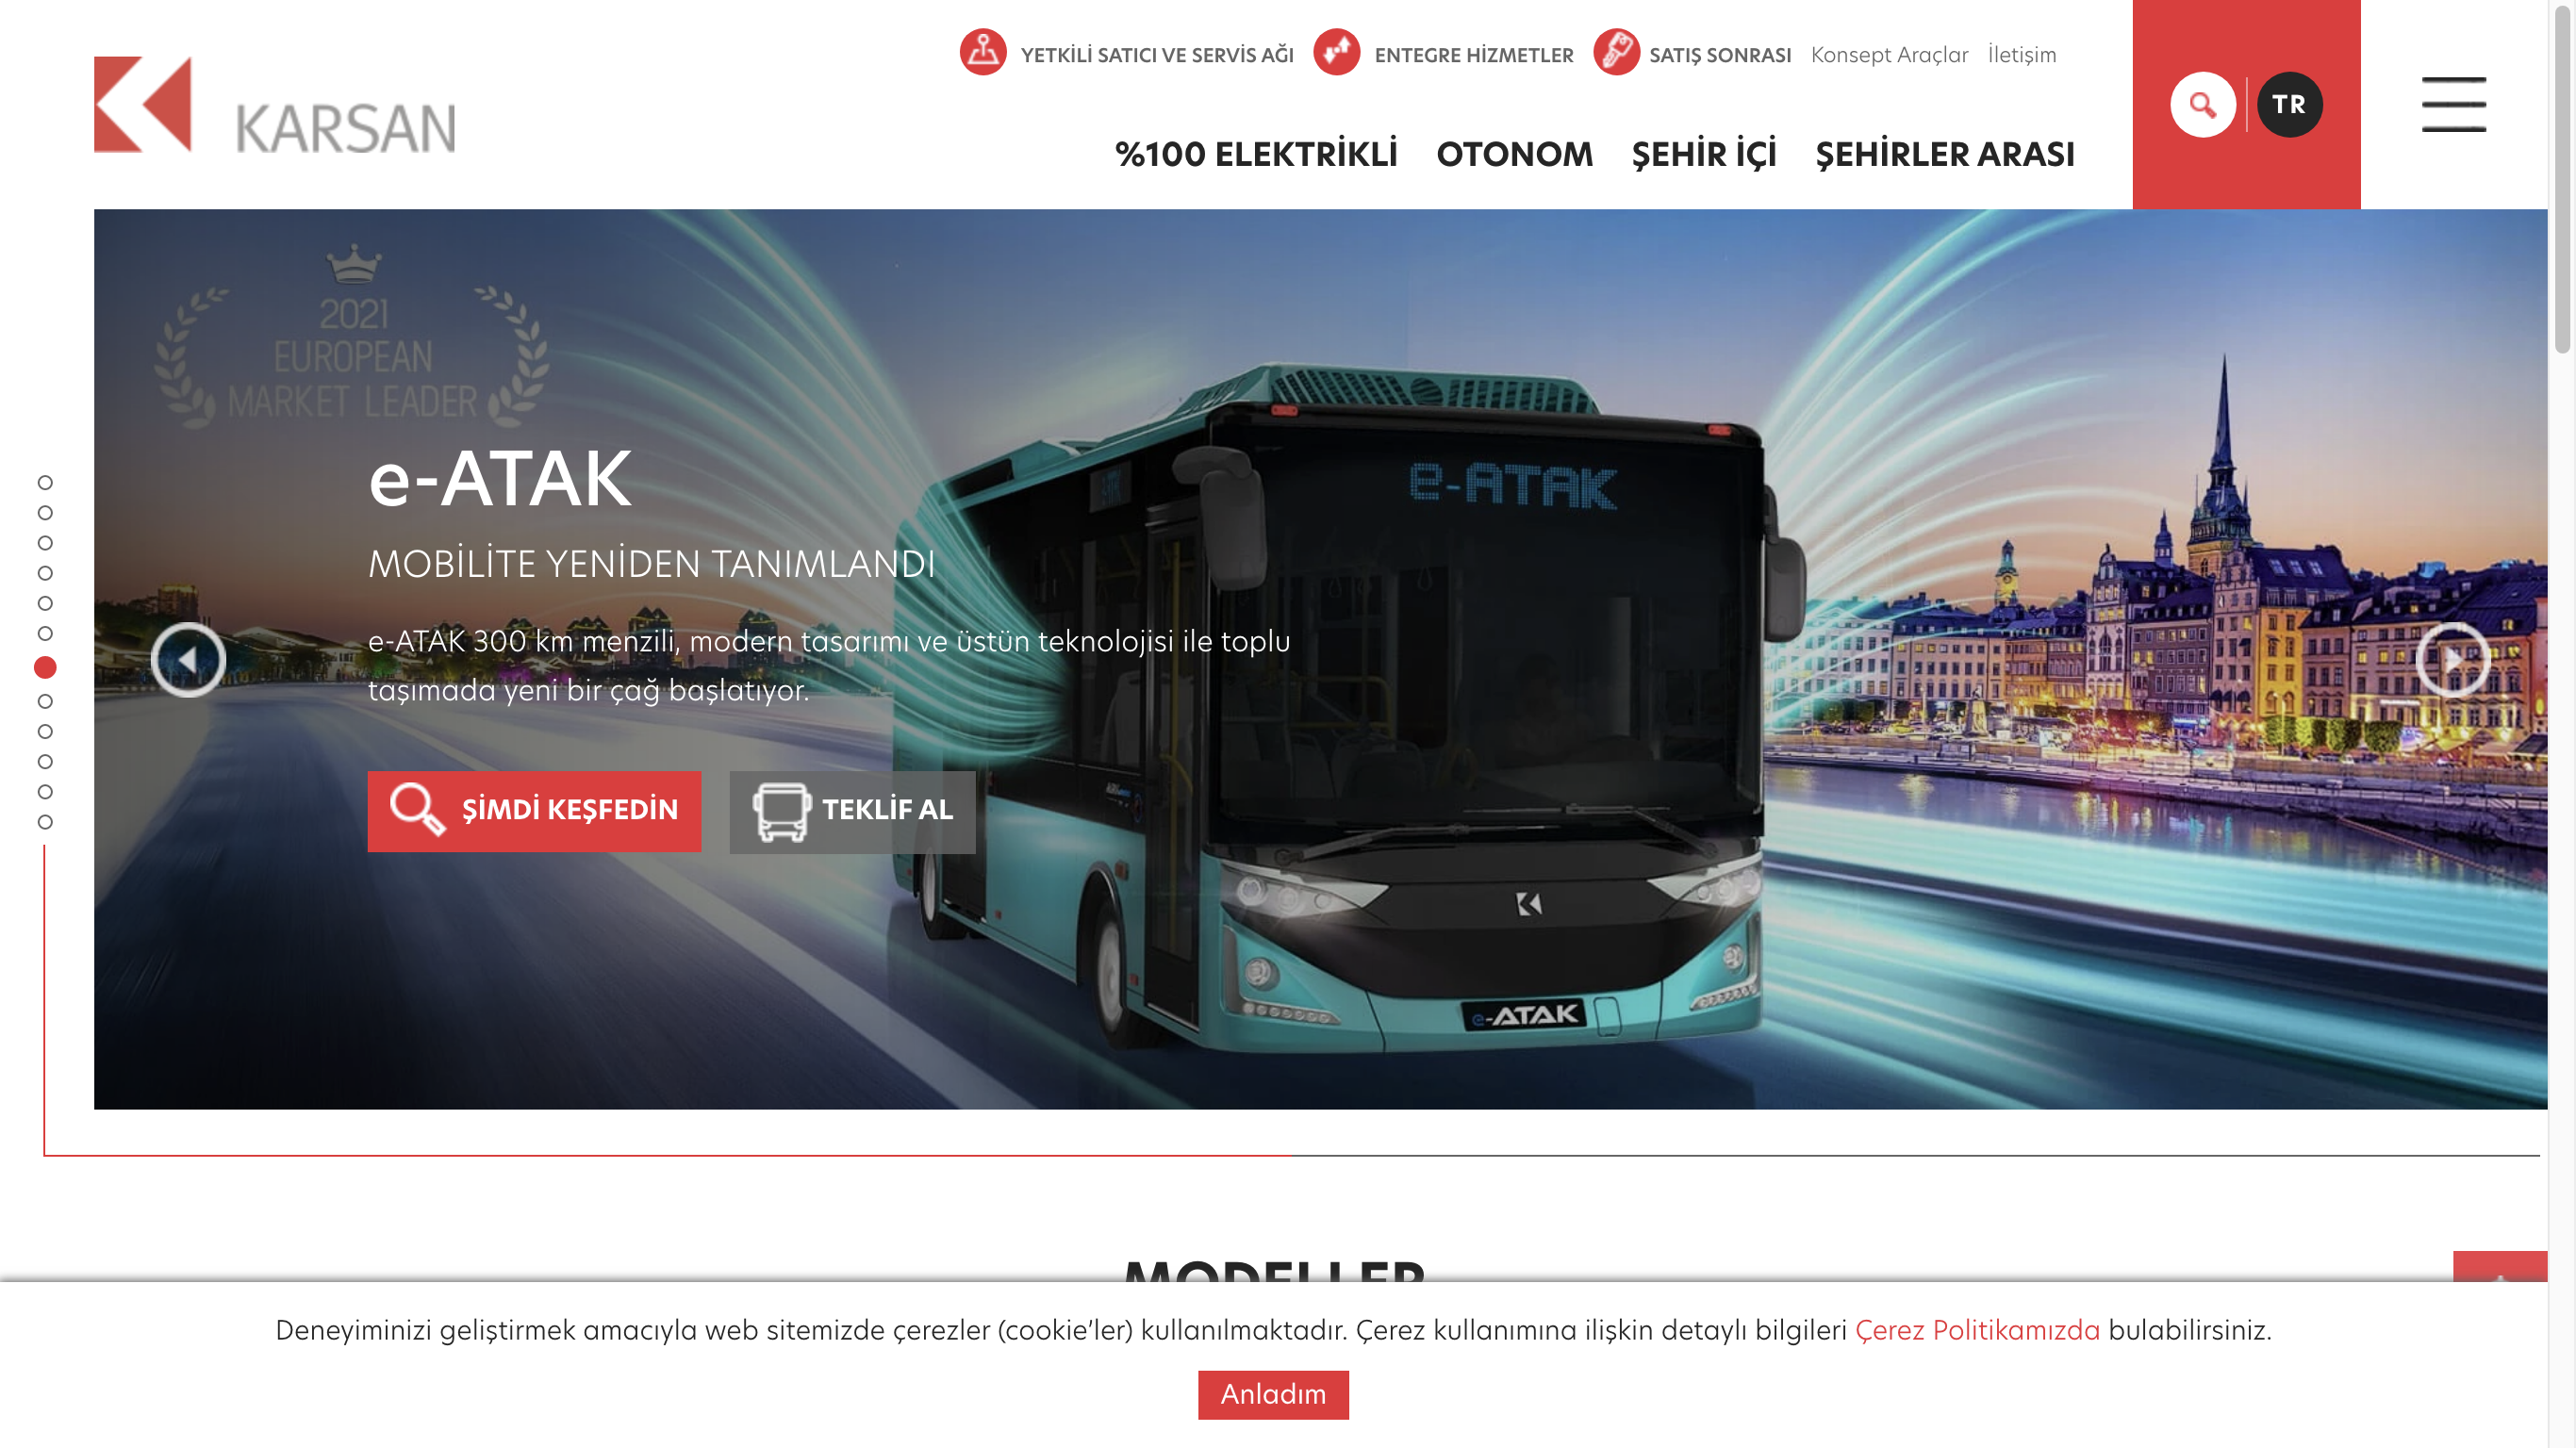 KARSAN
YETKİLİ SATICI VE SERVİS AĞI
ENTEGRE HİZMETLER
SATIŞ SONRASI
Konsept Araçlar
İletişim
TR
%100 ELEKTRİKLİ
OTONOM
ŞEHİR İÇİ
ŞEHİRLER ARASI
2021
EUROPEAN
MARKET LEADER
e-ATAK
MOBİLİTE YENİDEN TANIMLANDI
e-ATAK 300 km menzili, modern tasarımı ve üstün teknolojisi ile toplu
taşımada yeni bir çağ başlatıyor.
ŞİMDİ KEŞFEDİN
TEKLİF AL
e-ATAK
e-ATAK
MODELLER
Deneyiminizi geliştirmek amacıyla web sitemizde çerezler (cookie’ler) kullanılmaktadır. Çerez kullanımına ilişkin detaylı bilgileri Çerez Politikamızda bulabilirsiniz.
Anladım